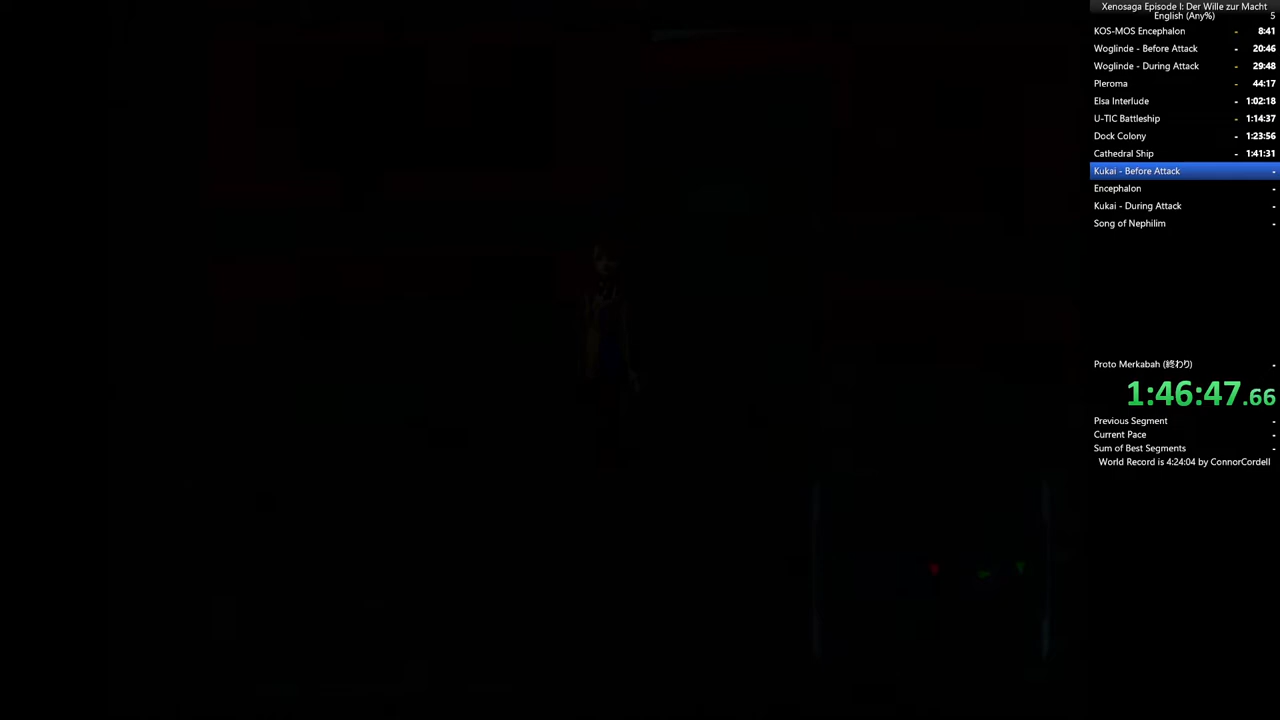 Xenosaga Episode I: Der Wille zur Macht
English (Any%) 5
KOS-MOS Encephalon - 8:41
Woglinde - Before Attack - 20:46
Woglinde - During Attack - 29:48
Pleroma - 44:17
Elsa Interlude - 1:02:18
U-TIC Battleship - 1:14:37
Dock Colony - 1:23:56
Cathedral Ship - 1:41:31
Kukai - Before Attack -
Encephalon -
Kukai - During Attack -
Song of Nephilim -
Proto Merkabah (終わり) -
1:46:47.66
Previous Segment -
Current Pace -
Sum of Best Segments -
World Record is 4:24:04 by ConnorCordell